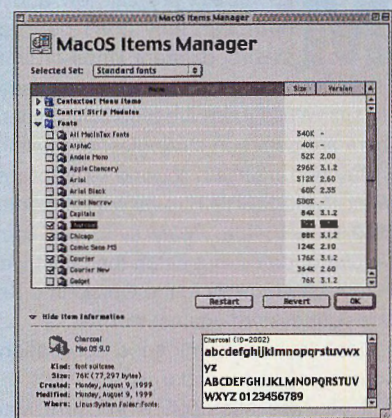 MacOS Items Manager
MacOS Items Manager
Selected Set: Standard fonts
Name Size Version
Contextual Menu Items
Control Strip Modules
Fonts
All MacinTax Fonts 340K -
AlphaC 40K -
Andale Mono 52K 2.00
Apple Chancery 296K 3.1.2
Arial 312K 2.60
Arial Black 60K 2.35
Arial Narrow 500K -
Capitals 84K 3.1.2
Charcoal
Chicago 88K 3.1.2
Comic Sans MS 124K 2.10
Courier 176K 3.1.2
Courier New 364K 2.60
Gadget 76K 3.1.2
Restart Revert OK
Hide Item Information
Charcoal
Mac OS 9.0
Kind: font suitcase
Size: 76K (77,297 bytes)
Created: Monday, August 9, 1999
Modified: Monday, August 9, 1999
Where: Linus:System Folder:Fonts:
Charcoal (ID=2002)
abcdefghijklmnopqrstuvwx
yz
ABCDEFGHIJKLMNOPQRSTUV
WXYZ 0123456789